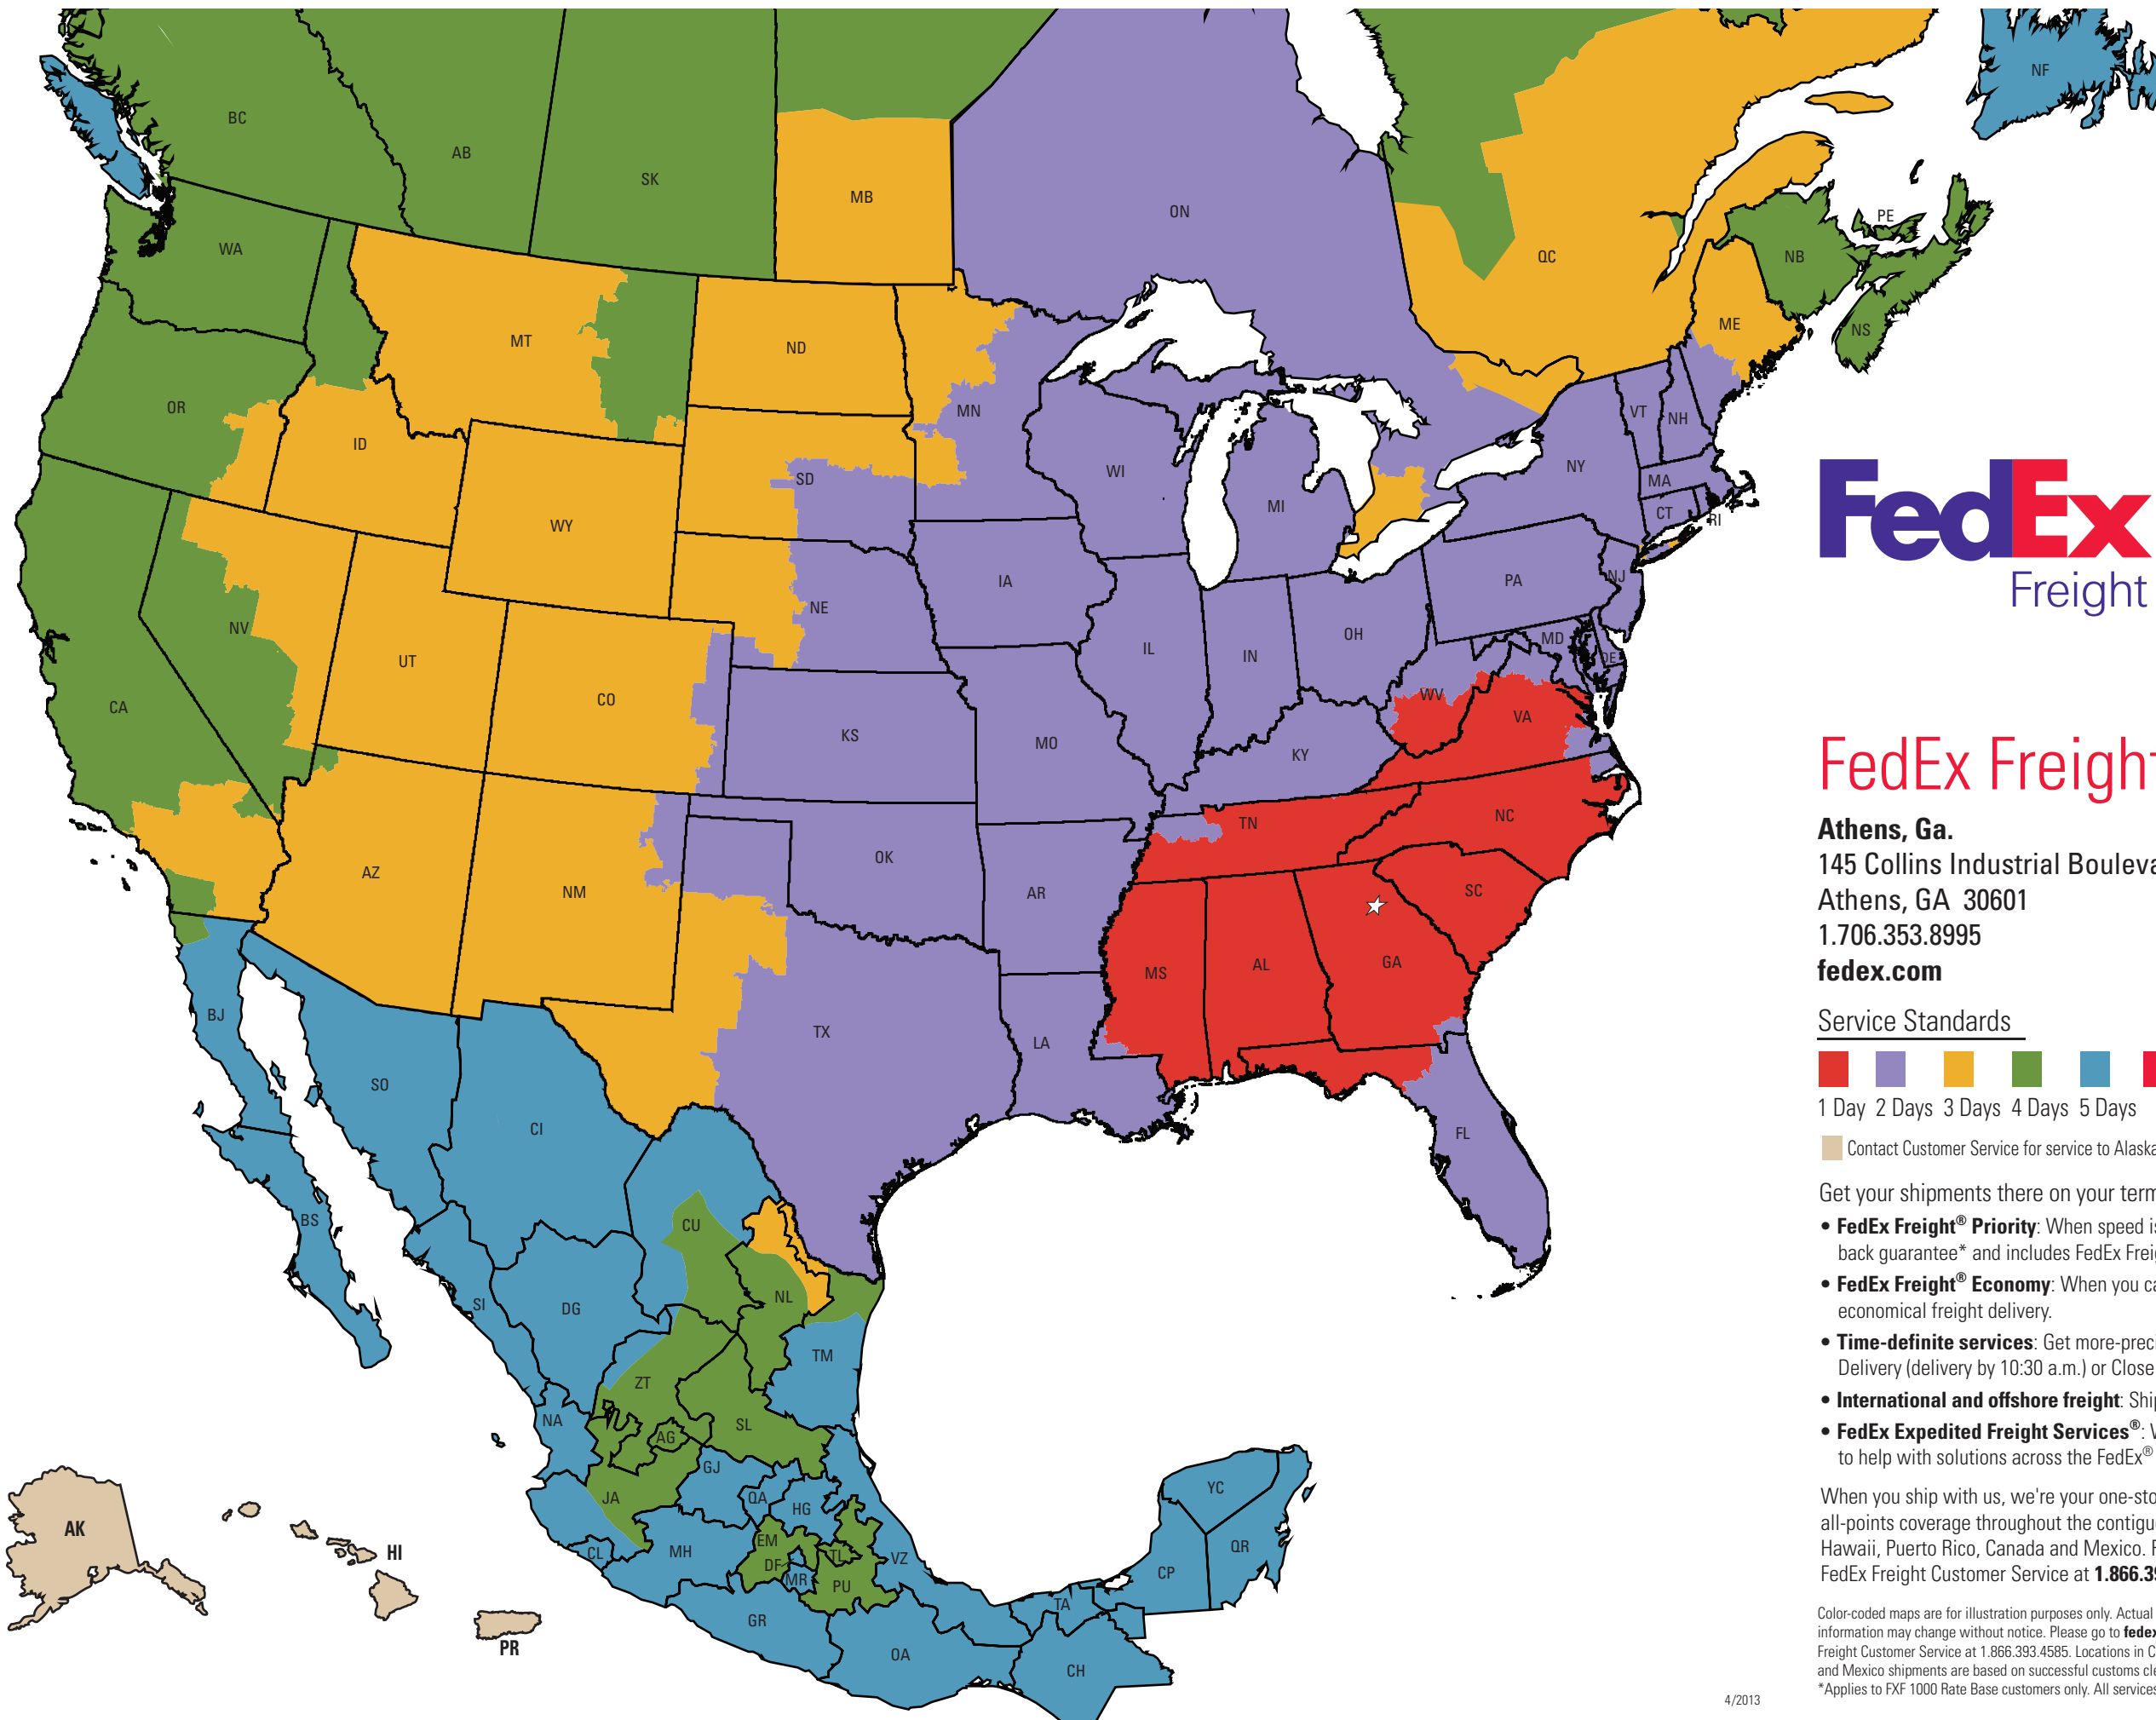 BC
AB
SK
MB
ON
QC
NF
PE
NB
NS
ME
WA
MT
ND
MN
OR
ID
SD
WI
MI
NY
VT
NH
MA
CT
RI
WY
IA
NE
PA
NJ
NV
UT
CO
IL
IN
OH
MD
DE
CA
KS
MO
WV
VA
KY
AZ
NM
OK
AR
TN
NC
SC
MS
AL
GA
TX
LA
FL
BJ
SO
CI
BS
CU
SI
DG
NL
TM
ZT
NA
AG
SL
GJ
JA
QA
HG
YC
EM
DF
TL
CL
MH
MR
PU
VZ
CP
QR
GR
TA
OA
CH
AK
HI
PR
FedEx
Freight
FedEx Freight
Athens, Ga.
145 Collins Industrial Bouleva
Athens, GA 30601
1.706.353.8995
fedex.com
Service Standards
1 Day 2 Days 3 Days 4 Days 5 Days
Contact Customer Service for service to Alaska
Get your shipments there on your term
• FedEx Freight® Priority: When speed is
back guarantee* and includes FedEx Frei
• FedEx Freight® Economy: When you ca
economical freight delivery.
• Time-definite services: Get more-preci
Delivery (delivery by 10:30 a.m.) or Close
• International and offshore freight: Ship
• FedEx Expedited Freight Services®: V
to help with solutions across the FedEx®
When you ship with us, we're your one-sto
all-points coverage throughout the contigu
Hawaii, Puerto Rico, Canada and Mexico. F
FedEx Freight Customer Service at 1.866.39
Color-coded maps are for illustration purposes only. Actual
information may change without notice. Please go to fedex
Freight Customer Service at 1.866.393.4585. Locations in C
and Mexico shipments are based on successful customs cle
*Applies to FXF 1000 Rate Base customers only. All services
4/2013